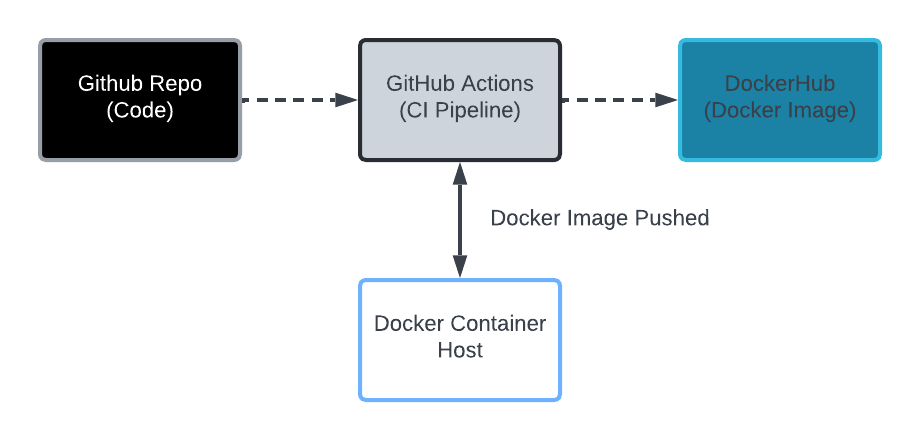 Github Repo
(Code)
GitHub Actions
(CI Pipeline)
DockerHub
(Docker Image)
Docker Image Pushed
Docker Container
Host